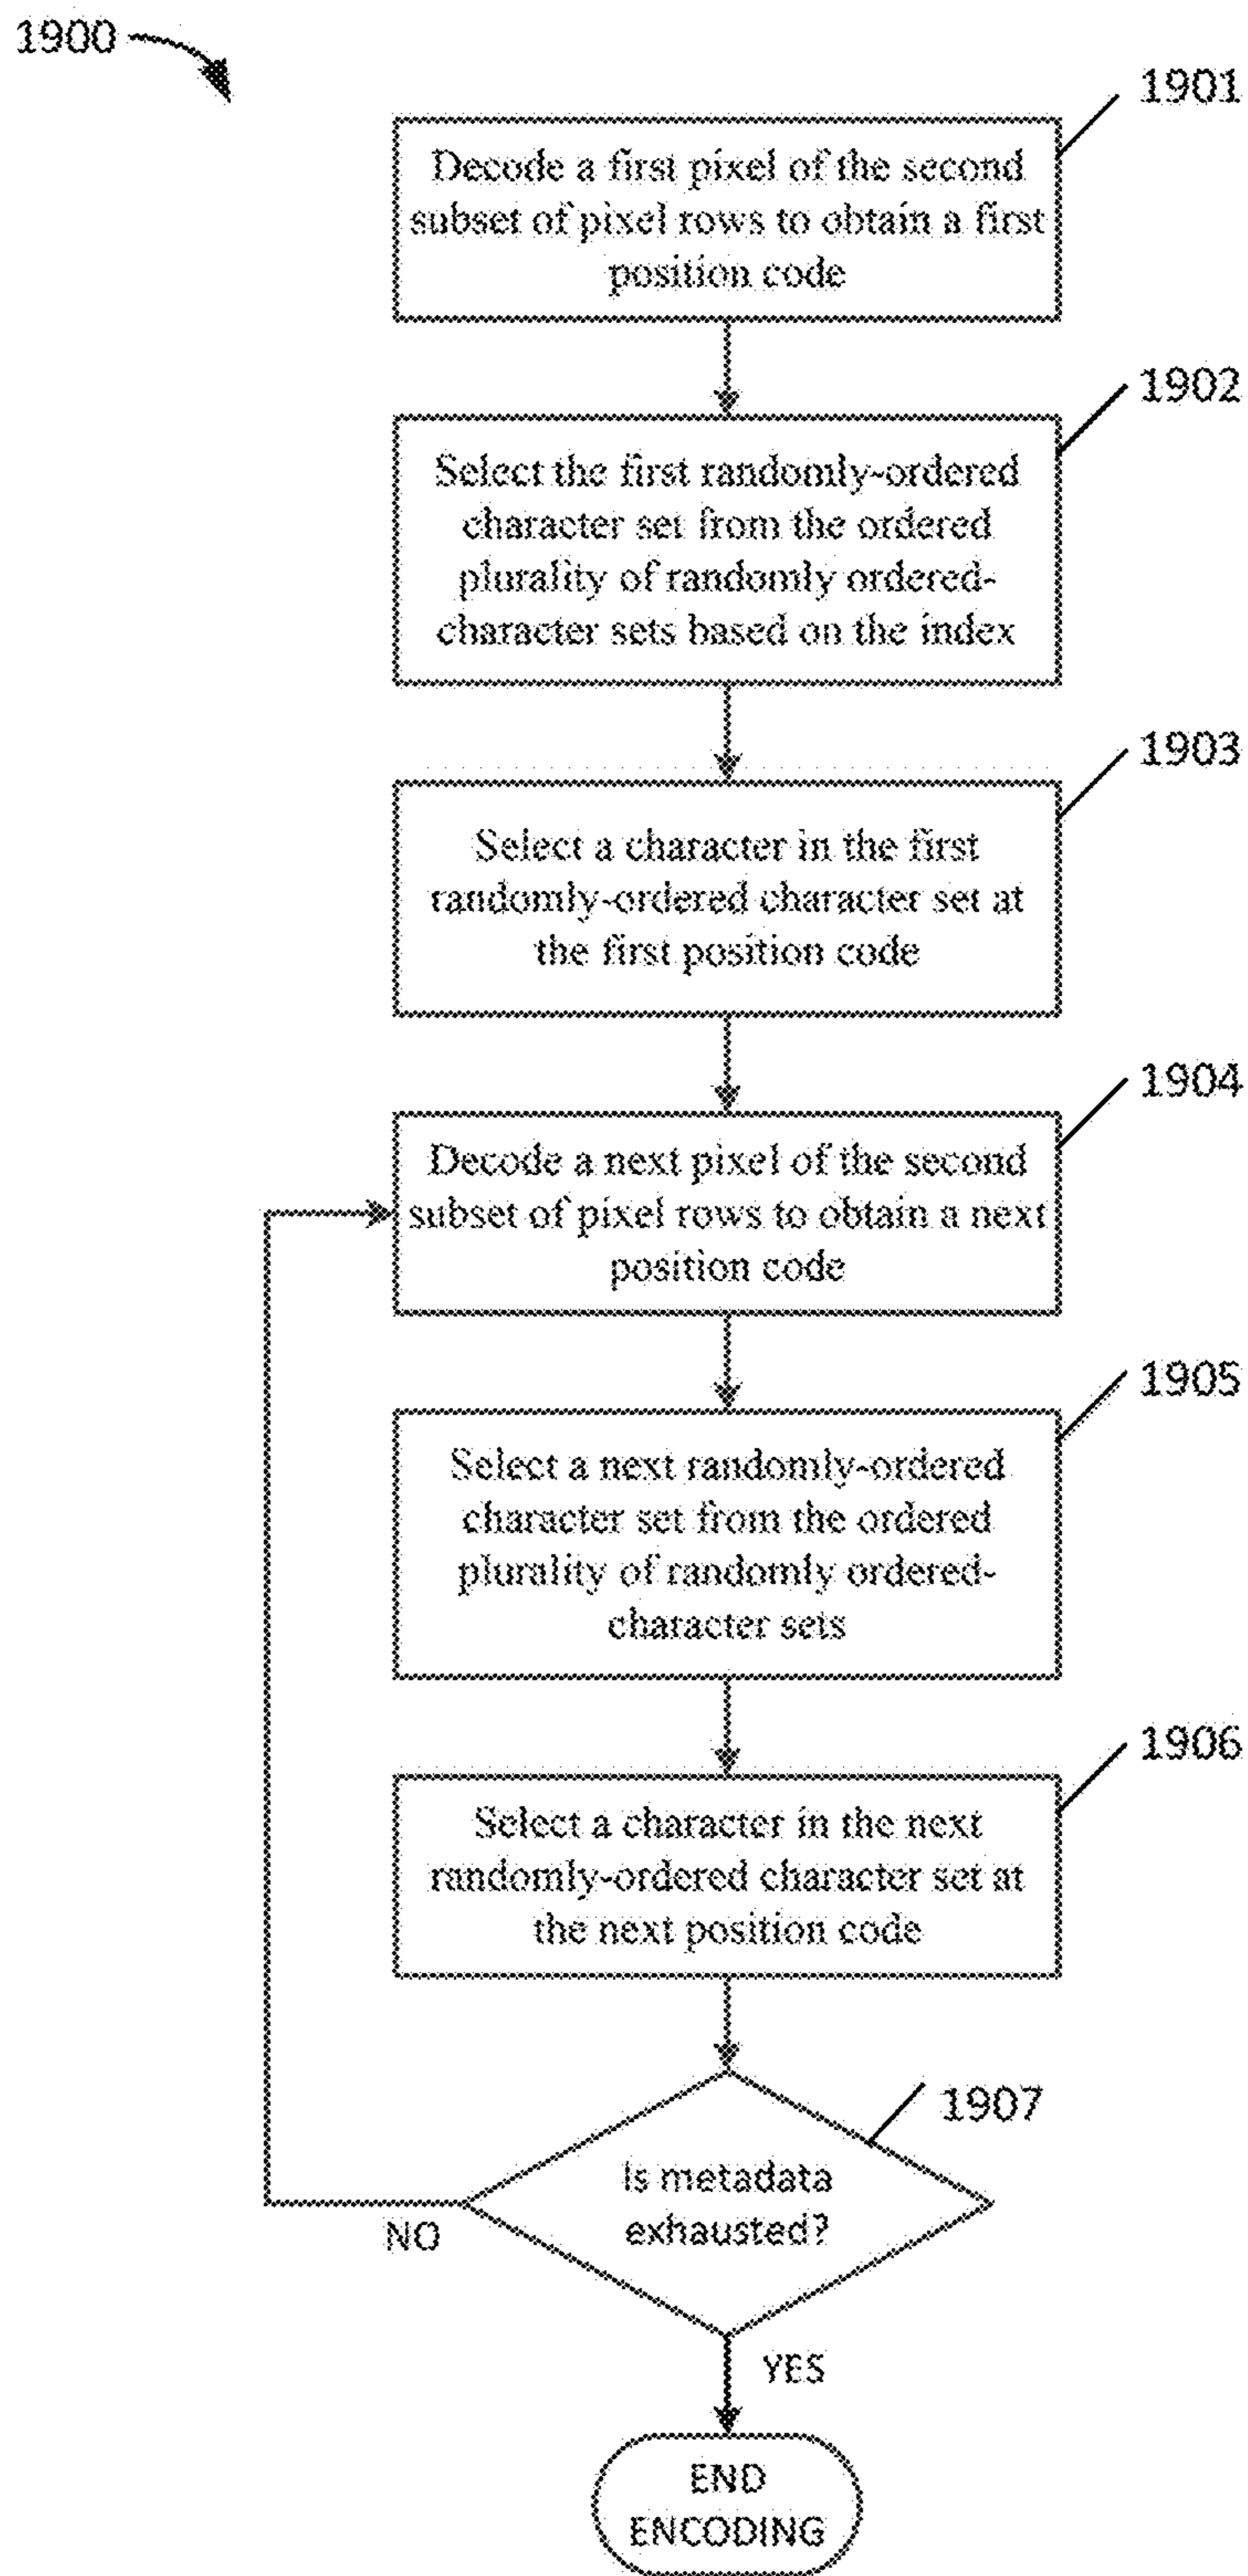 1900
1901
Decode a first pixel of the second
subset of pixel rows to obtain a first
position code
1902
Select the first randomly-ordered
character set from the ordered
plurality of randomly ordered-
character sets based on the index
1903
Select a character in the first
randomly-ordered character set at
the first position code
1904
Decode a next pixel of the second
subset of pixel rows to obtain a next
position code
1905
Select a next randomly-ordered
character set from the ordered
plurality of randomly ordered-
character sets
1906
Select a character in the next
randomly-ordered character set at
the next position code
1907
Is metadata
exhausted?
NO
YES
END
ENCODING